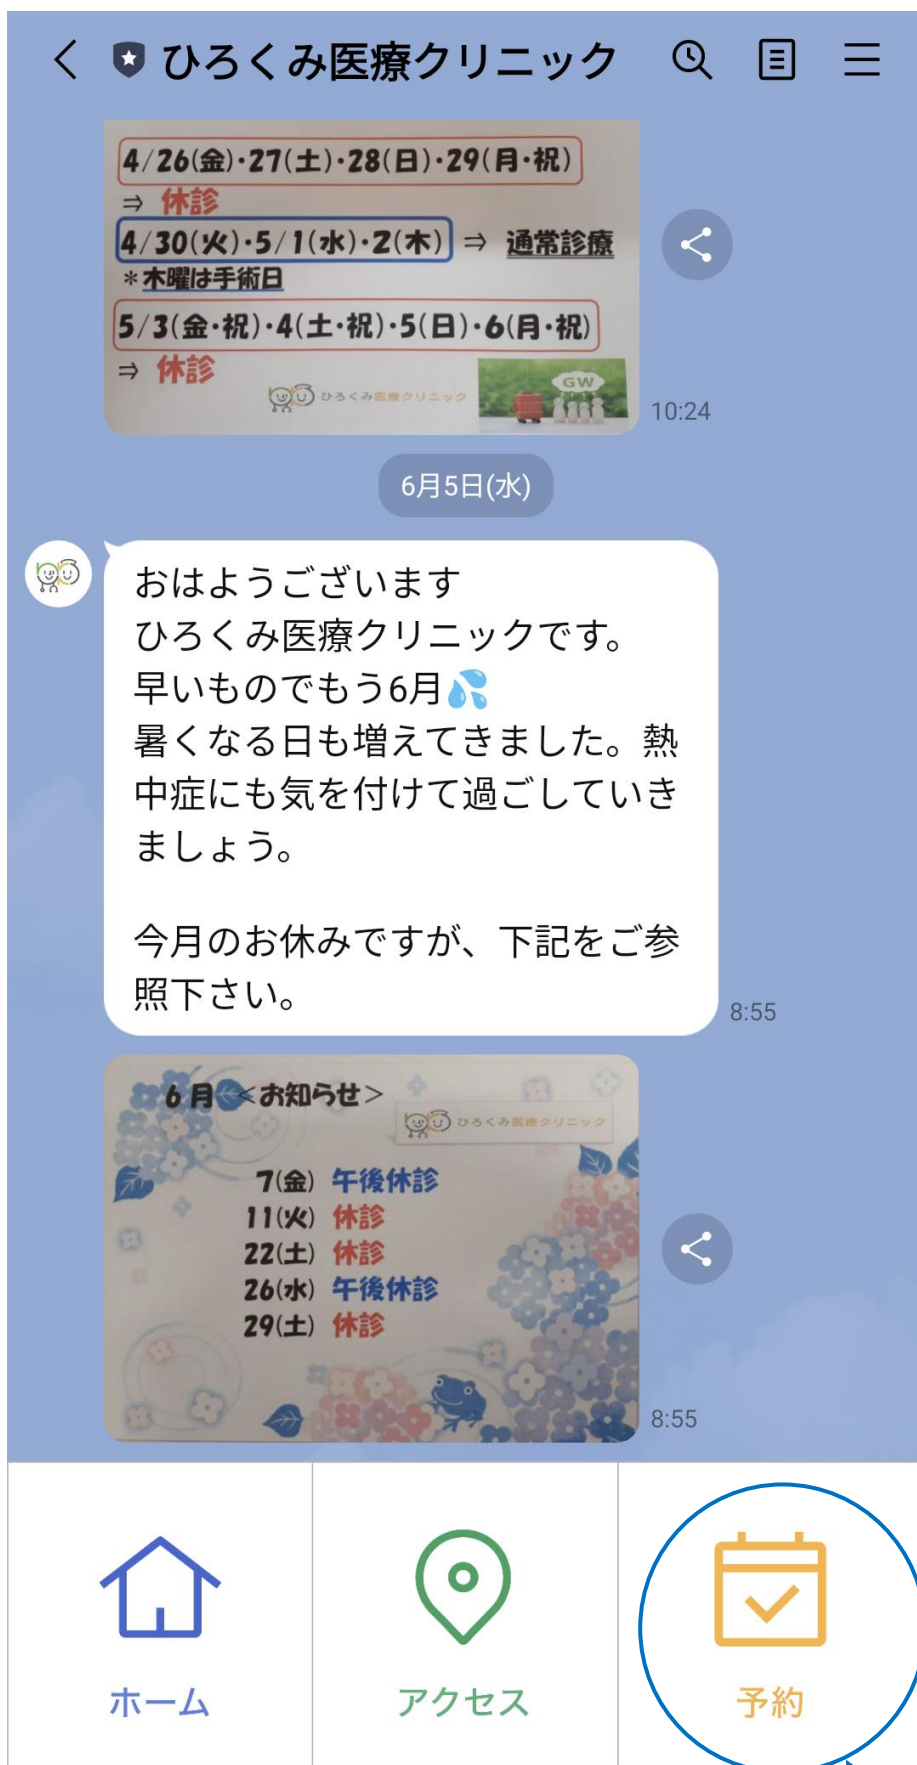 ひろくみ医療クリニック
4/26(金)・27(土)・28(日)・29(月・祝)
⇒ 休診
4/30(火)・5/1(水)・2(木) ⇒ 通常診療
*木曜は手術日
5/3(金・祝)・4(土・祝)・5(日)・6(月・祝)
⇒ 休診
ひろくみ医療クリニック
GW
10:24
6月5日(水)
おはようございます
ひろくみ医療クリニックです。
早いものでもう6月💦
暑くなる日も増えてきました。熱
中症にも気を付けて過ごしていき
ましょう。
今月のお休みですが、下記をご参
照下さい。
8:55
6月<お知らせ>
ひろくみ医療クリニック
7(金) 午後休診
11(火) 休診
22(土) 休診
26(水) 午後休診
29(土) 休診
8:55
ホーム
アクセス
予約